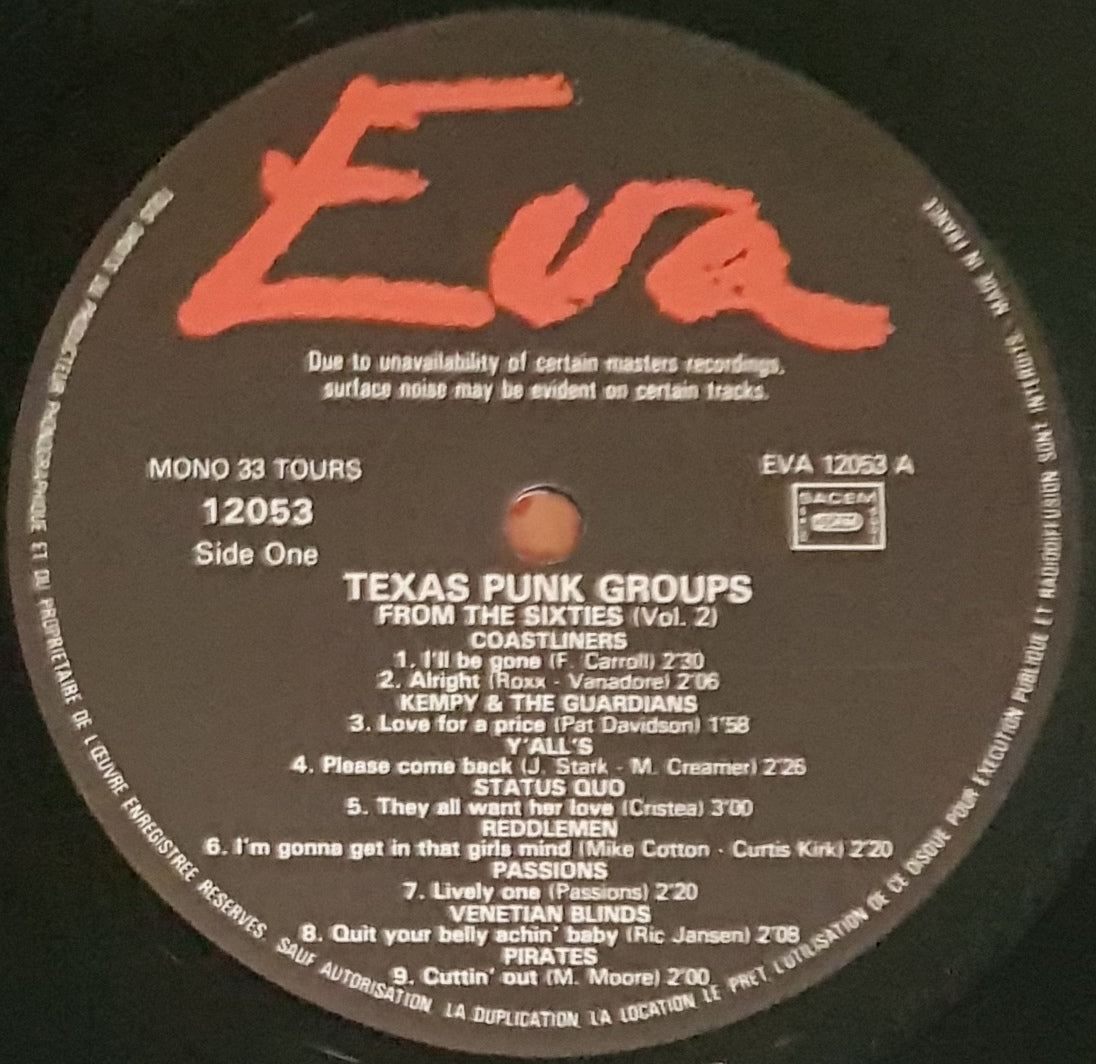 Eva
Due to unavailability of certain masters recordings,
surface noise may be evident on certain tracks.
MONO 33 TOURS
12053
Side One
EVA 12053 A
SACEM
TEXAS PUNK GROUPS
FROM THE SIXTIES (Vol. 2)
COASTLINERS
1. I'll be gone (F. Carroll) 2'30
2. Alright (Roxx - Vanadore) 2'06
KEMPY & THE GUARDIANS
3. Love for a price (Pat Davidson) 1'58
Y'ALL'S
4. Please come back (J. Stark - M. Creamer) 2'26
STATUS QUO
5. They all want her love (Cristea) 3'00
REDDLEMEN
6. I'm gonna get in that girls mind (Mike Cotton - Curtis Kirk) 2'20
PASSIONS
7. Lively one (Passions) 2'20
VENETIAN BLINDS
8. Quit your belly achin' baby (Ric Jansen) 2'08
PIRATES
9. Cuttin' out (M. Moore) 2'00
TOUS DROITS DU PRODUCTEUR PHONOGRAPHIQUE ET DU PROPRIETAIRE DE L'ŒUVRE ENREGISTREE RESERVES. SAUF AUTORISATION LA DUPLICATION, LA LOCATION LE PRET, L'UTILISATION DE CE DISQUE POUR EXECUTION PUBLIQUE ET RADIODIFFUSION SONT INTERDITS. MADE IN FRANCE